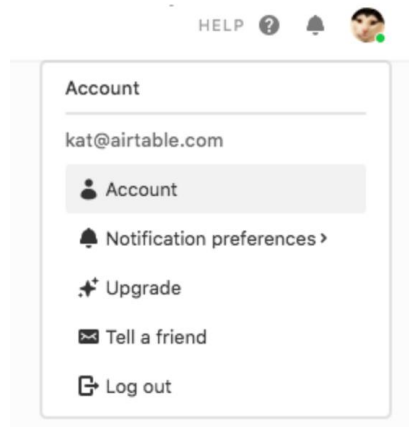 HELP
Account
kat@airtable.com
Account
Notification preferences ›
Upgrade
Tell a friend
Log out